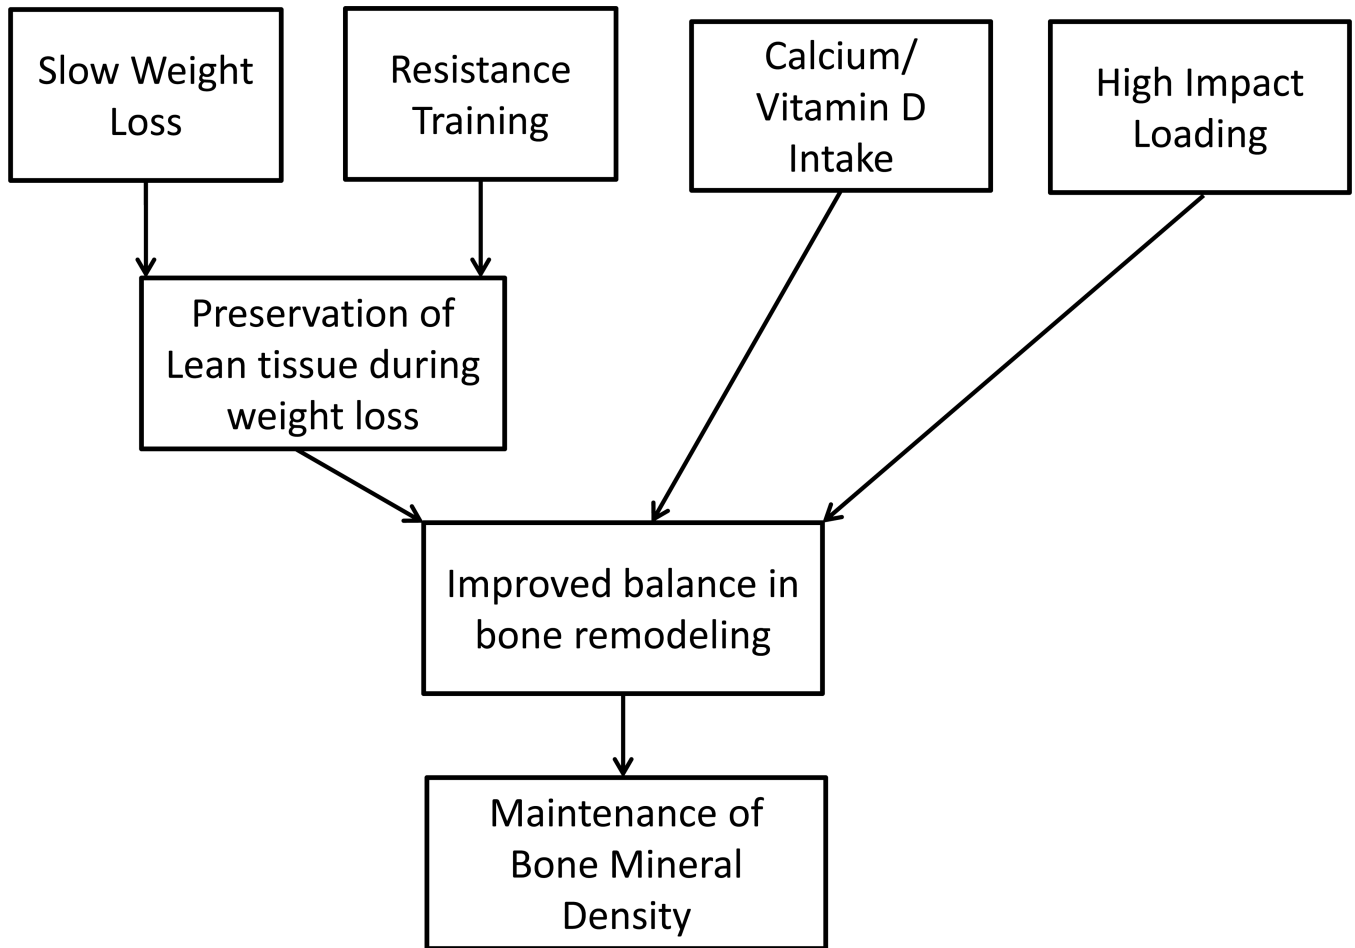 Slow Weight
Loss
Resistance
Training
Calcium/
Vitamin D
Intake
High Impact
Loading
Preservation of
Lean tissue during
weight loss
Improved balance in
bone remodeling
Maintenance of
Bone Mineral
Density